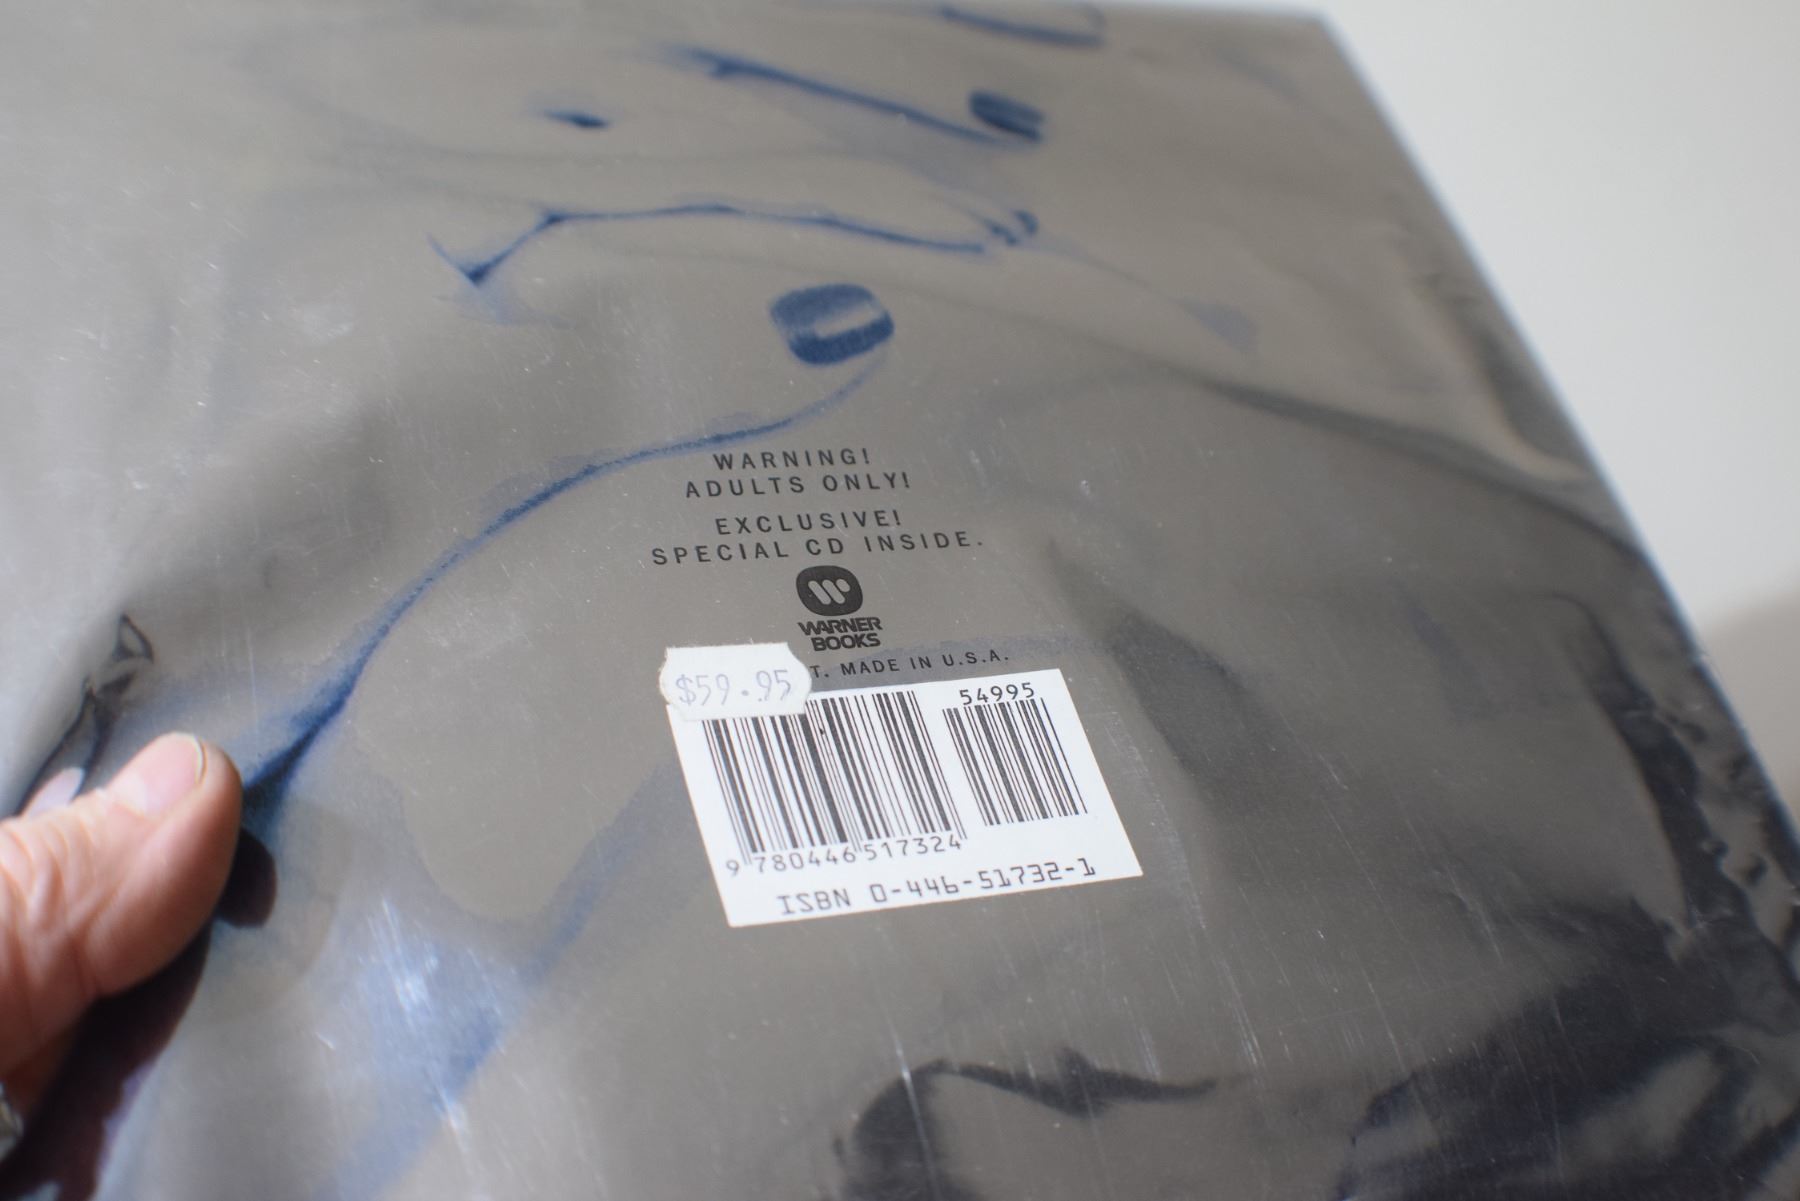 WARNING!
ADULTS ONLY!
EXCLUSIVE!
SPECIAL CD INSIDE.
WARNER
BOOKS
T. MADE IN U.S.A.
$59.95
54995
9 780446 517324
ISBN 0-446-51732-1